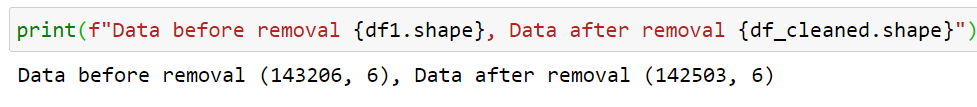 print(f"Data before removal {df1.shape}, Data after removal {df_cleaned.shape}")
Data before removal (143206, 6), Data after removal (142503, 6)